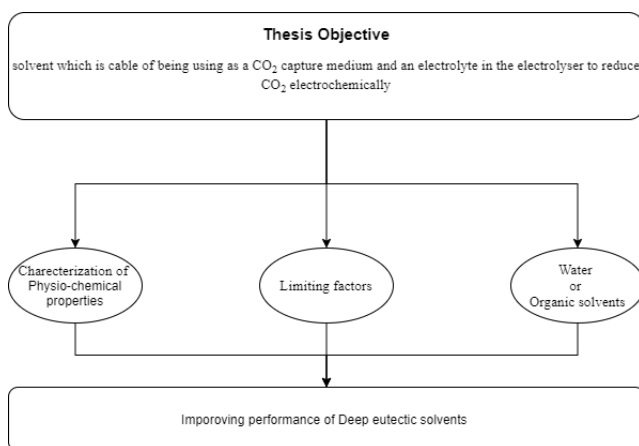 Thesis Objective
solvent which is cable of being using as a CO₂ capture medium and an electrolyte in the electrolyser to reduce
CO₂ electrochemically
Charecterization of
Physio-chemical
properties
Limiting factors
Water
or
Organic solvents
Imporoving performance of Deep eutectic solvents